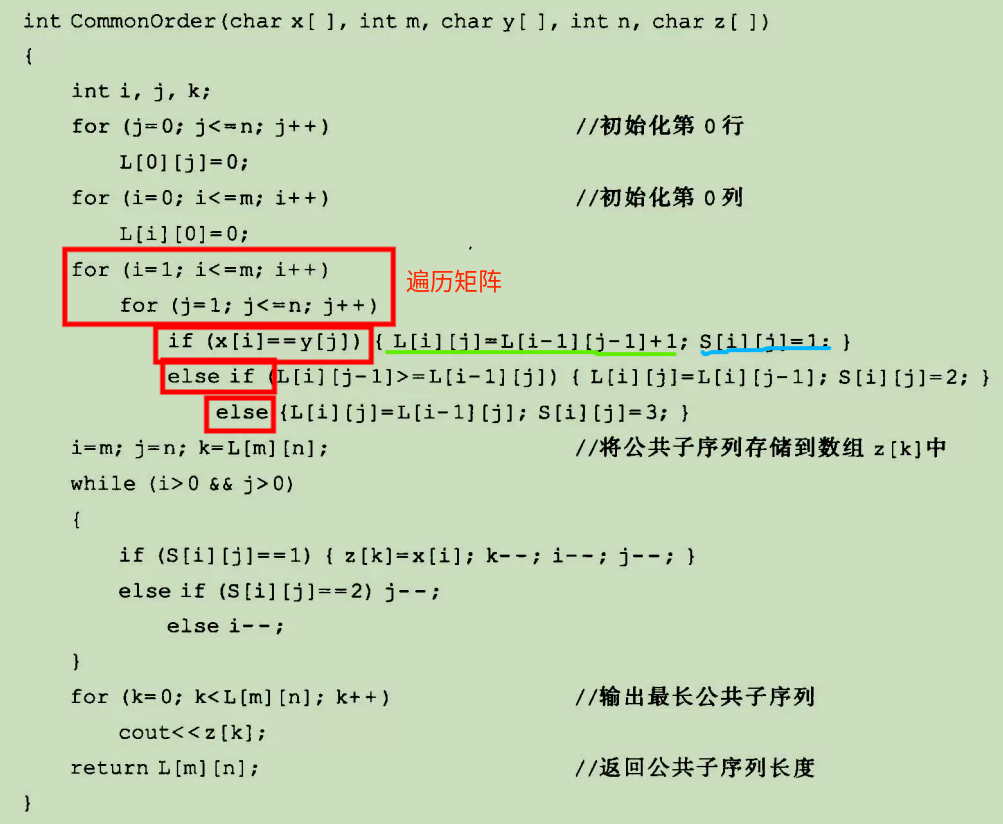 int CommonOrder(char x[ ], int m, char y[ ], int n, char z[ ])
{
int i, j, k;
for (j=0; j<=n; j++) //初始化第 0 行
L[0][j]=0;
for (i=0; i<=m; i++) //初始化第 0 列
L[i][0]=0;
for (i=1; i<=m; i++)
遍历矩阵
for (j=1; j<=n; j++)
if (x[i]==y[j]) { L[i][j]=L[i-1][j-1]+1; S[i][j]=1; }
else if (L[i][j-1]>=L[i-1][j]) { L[i][j]=L[i][j-1]; S[i][j]=2; }
else {L[i][j]=L[i-1][j]; S[i][j]=3; }
i=m; j=n; k=L[m][n]; //将公共子序列存储到数组 z[k]中
while (i>0 && j>0)
{
if (S[i][j]==1) { z[k]=x[i]; k--; i--; j--; }
else if (S[i][j]==2) j--;
else i--;
}
for (k=0; k<L[m][n]; k++) //输出最长公共子序列
cout<<z[k];
return L[m][n]; //返回公共子序列长度
}